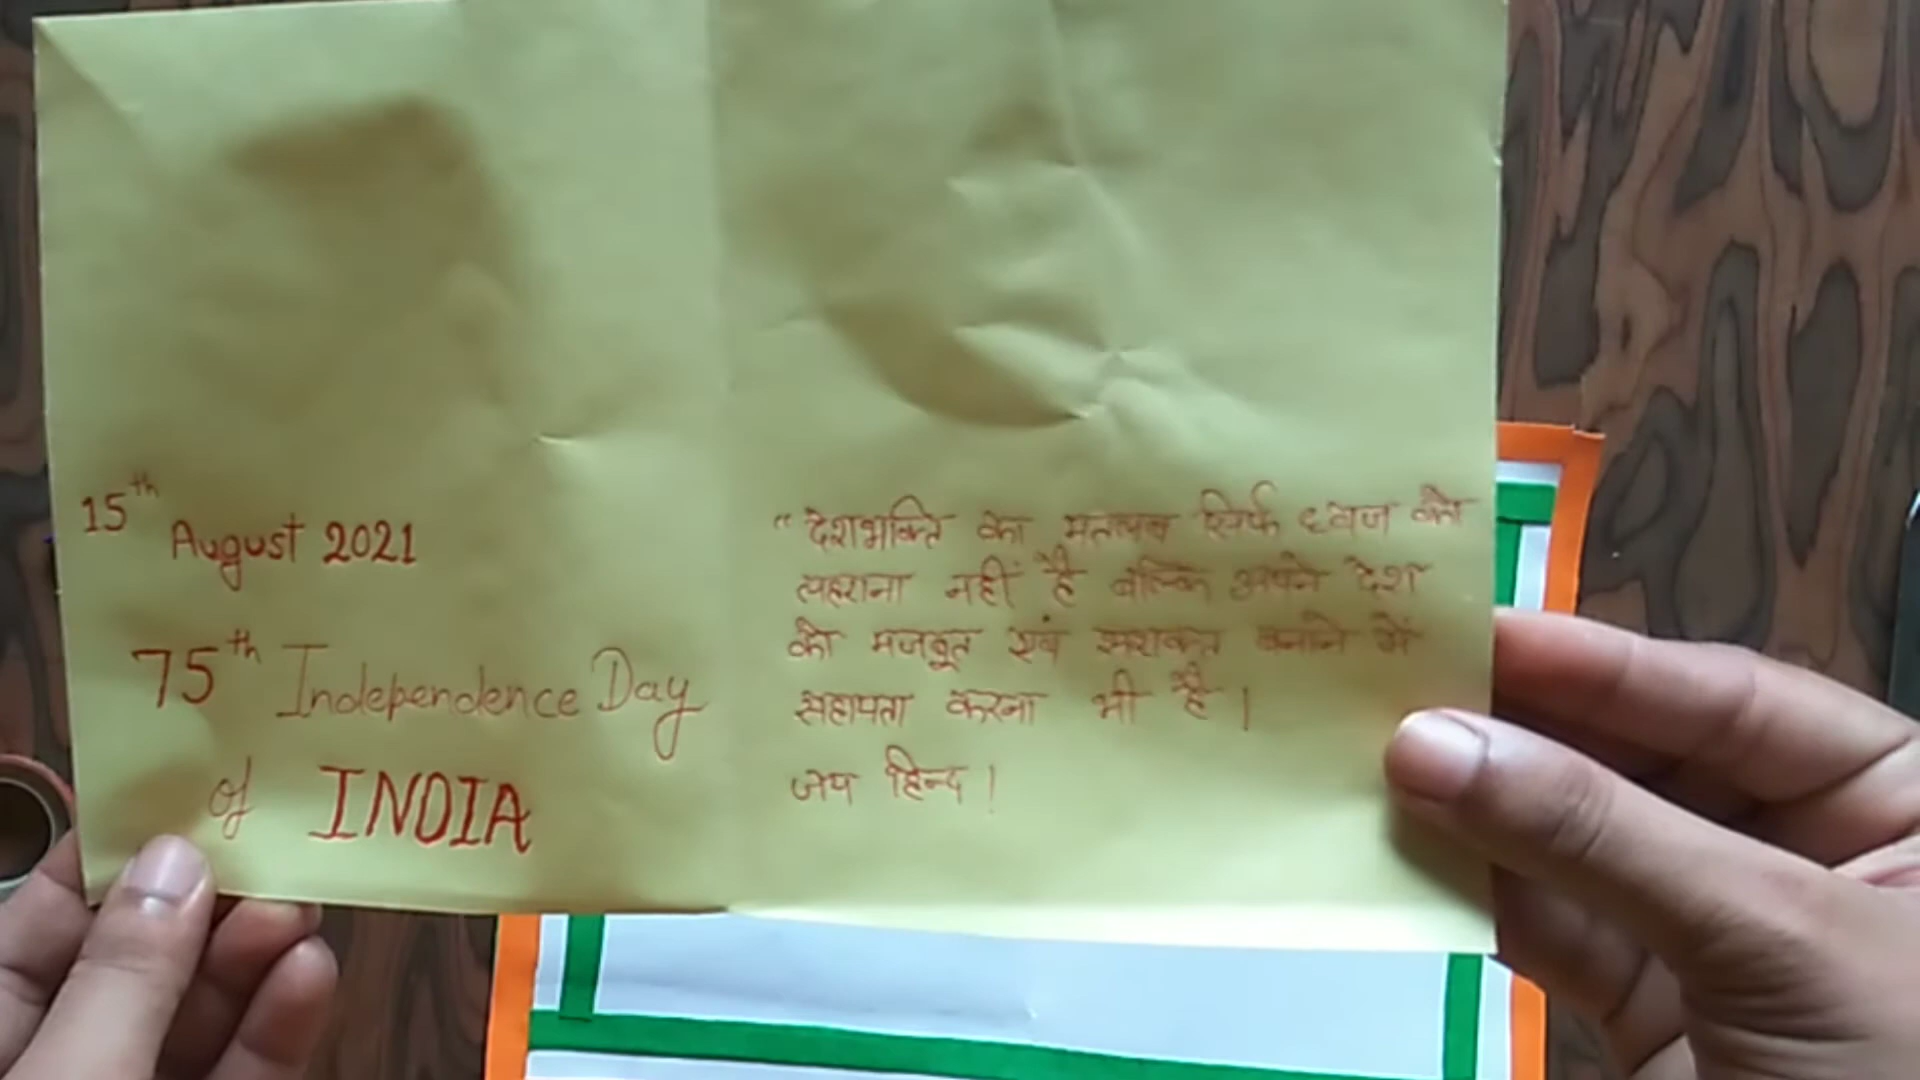 15th
August 2021
75th Independence Day
of INDIA
“देशभक्ति का मतलब सिर्फ ध्वज को
लहराना नहीं है बल्कि अपने देश
को मजबूत एवं सशक्त बनाने में
सहायता करना भी है।
जय हिन्द!